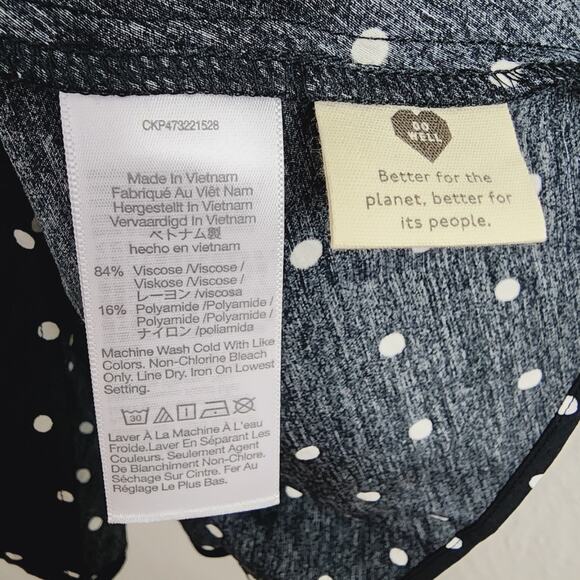 CKP473221528
Made In Vietnam
Fabriqué Au Viêt Nam
Hergestellt In Vietnam
Vervaardigd In Vietnam
ベトナム製
hecho en vietnam
84% Viscose /Viscose /
Viskose /Viscose /
レーヨン /viscosa
16% Polyamide /Polyamide /
Polyamide /Polyamide /
ナイロン /poliamida
Machine Wash Cold With Like
Colors. Non-Chlorine Bleach
Only. Line Dry. Iron On Lowest
Setting.
30
Laver À La Machine À L'eau
Froide.Laver En Séparant Les
Couleurs. Seulement Agent
De Blanchiment Non-Chlore.
Séchage Sur Cintre. Fer Au
Réglage Le Plus Bas.
DO
WELL
Better for the
planet, better for
its people.